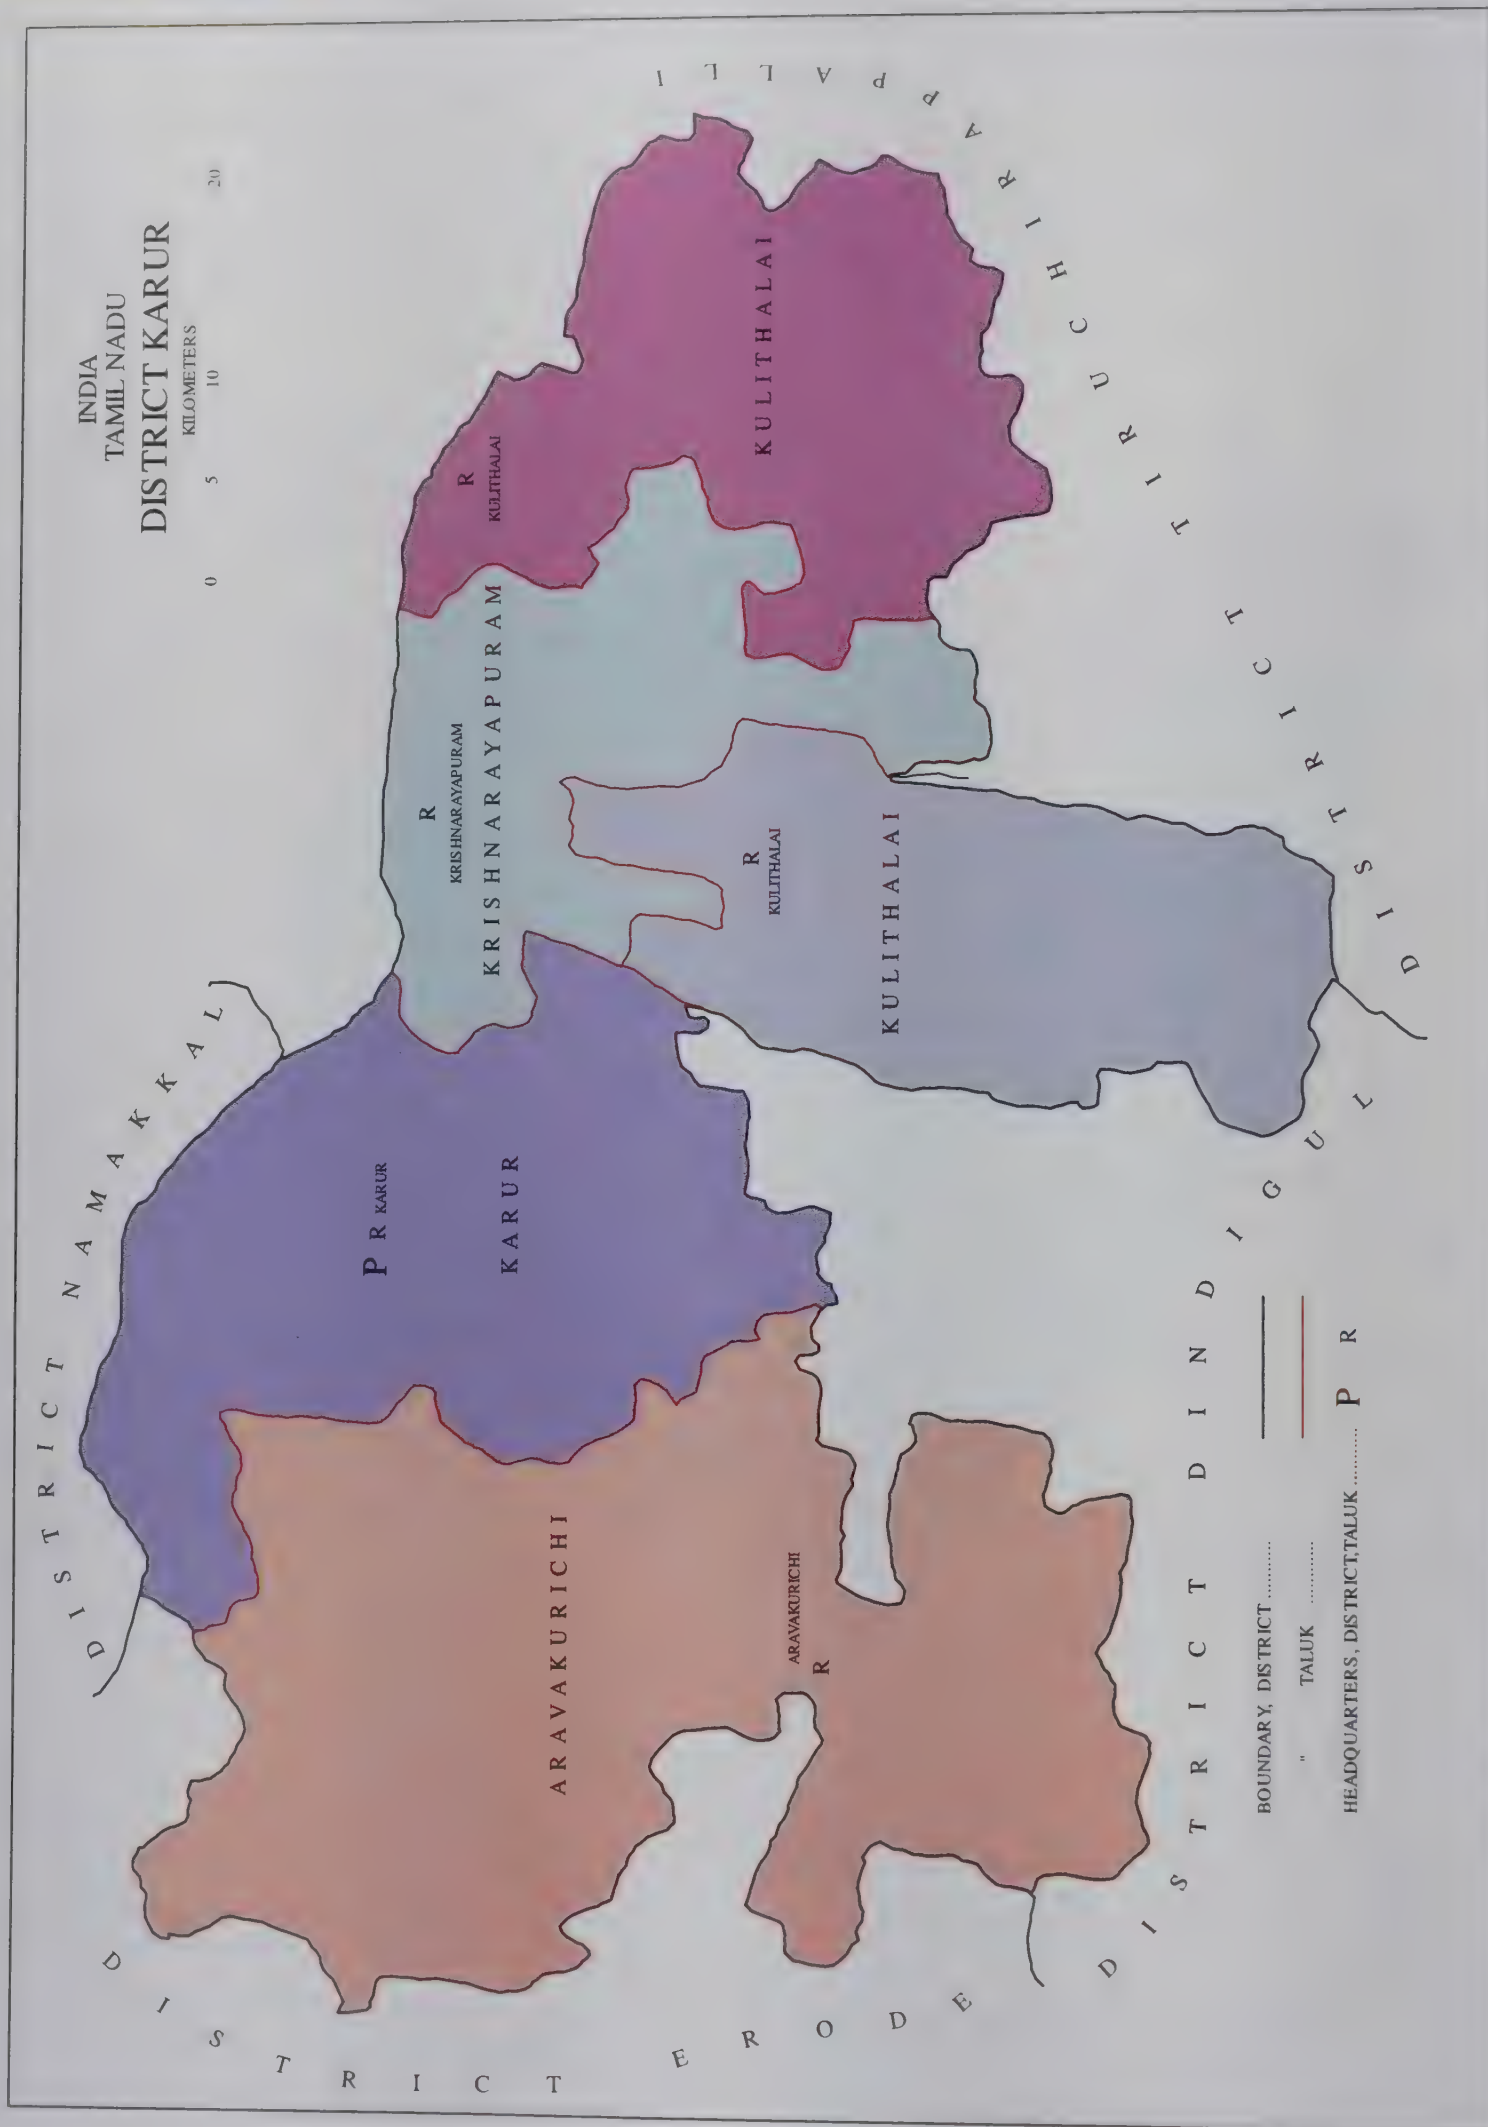 INDIA
TAMIL NADU
DISTRICT KARUR
KILOMETERS
0 5 10 20
DISTRICT NAMAKKAL
DISTRICT TIRUCHIRAPPALLI
DISTRICT ERODE
DISTRICT DINDIGUL
P R KARUR
KARUR
R
KRISHNARAYAPURAM
KRISHNARAYAPURAM
R
KULITHALAI
KULITHALAI
R
KULITHALAI
KULITHALAI
ARAVAKURICHI
ARAVAKURICHI
R
BOUNDARY, DISTRICT ............
" TALUK ............
HEADQUARTERS, DISTRICT,TALUK ............ P R